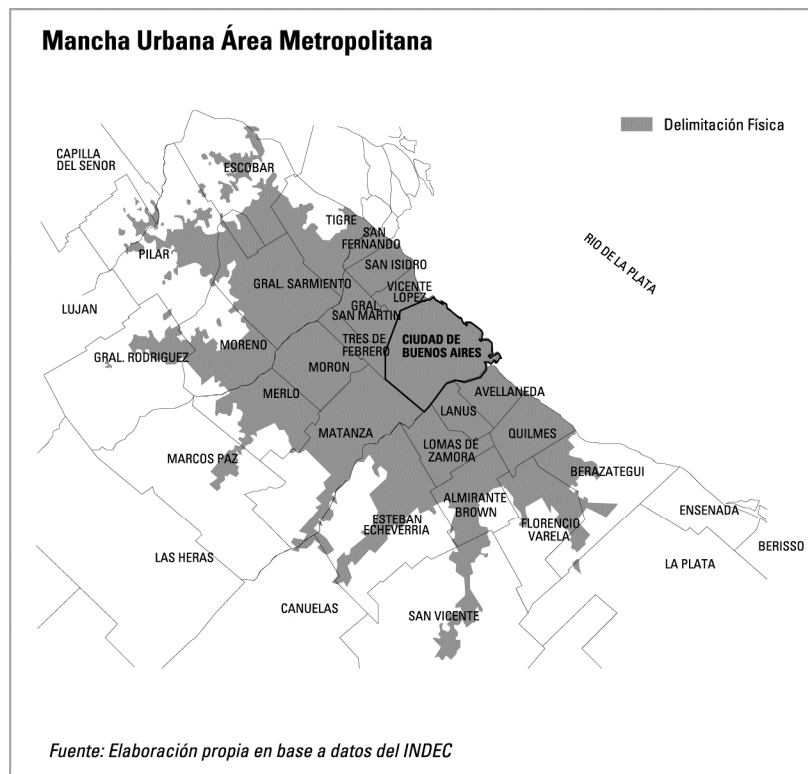 Mancha Urbana Área Metropolitana
Delimitación Física
CAPILLA
DEL SENOR
ESCOBAR
TIGRE
SAN
FERNANDO
RIO DE LA PLATA
PILAR
SAN ISIDRO
GRAL. SARMIENTO
VICENTE
LOPEZ
LUJAN
GRAL.
SAN MARTIN
GRAL. RODRIGUEZ
MORENO
TRES DE
FEBRERO
CIUDAD DE
BUENOS AIRES
MORON
MERLO
AVELLANEDA
LANUS
MATANZA
QUILMES
LOMAS DE
ZAMORA
MARCOS PAZ
BERAZATEGUI
ALMIRANTE
BROWN
ESTEBAN
ECHEVERRIA
FLORENCIO
VARELA
ENSENADA
BERISSO
LAS HERAS
LA PLATA
CANUELAS
SAN VICENTE
Fuente: Elaboración propia en base a datos del INDEC